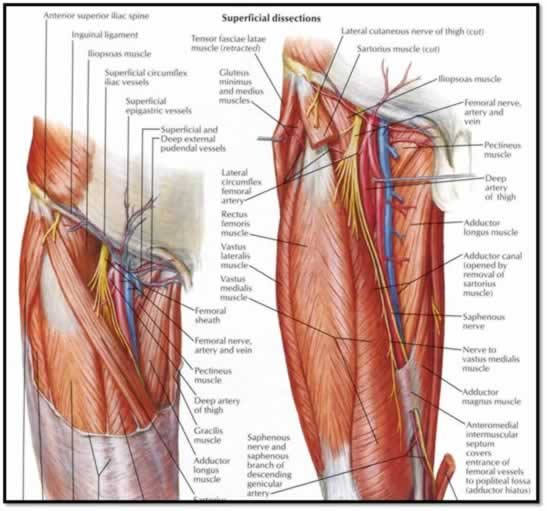 Superficial dissections
Anterior superior iliac spine
Inguinal ligament
Iliopsoas muscle
Superficial circumflex
iliac vessels
Superficial
epigastric vessels
Superficial and
Deep external
pudendal vessels
Femoral
sheath
Femoral nerve,
artery and vein
Pectineus
muscle
Deep artery
of thigh
Gracilis
muscle
Adductor
longus
muscle
Tensor fasciae latae
muscle (retracted)
Gluteus
minimus
and medius
muscles
Lateral
circumflex
femoral
artery
Rectus
femoris
muscle
Vastus
lateralis
muscle
Vastus
medialis
muscle
Saphenous
nerve and
saphenous
branch of
descending
genicular
artery
Lateral cutaneous nerve of thigh (cut)
Sartorius muscle (cut)
Iliopsoas muscle
Femoral nerve,
artery and
vein
Pectineus
muscle
Deep
artery
of thigh
Adductor
longus muscle
Adductor canal
(opened by
removal of
sartorius
muscle)
Saphenous
nerve
Nerve to
vastus medialis
muscle
Adductor
magnus muscle
Anteromedial
intermuscular
septum
covers
entrance of
femoral vessels
to popliteal fossa
(adductor hiatus)